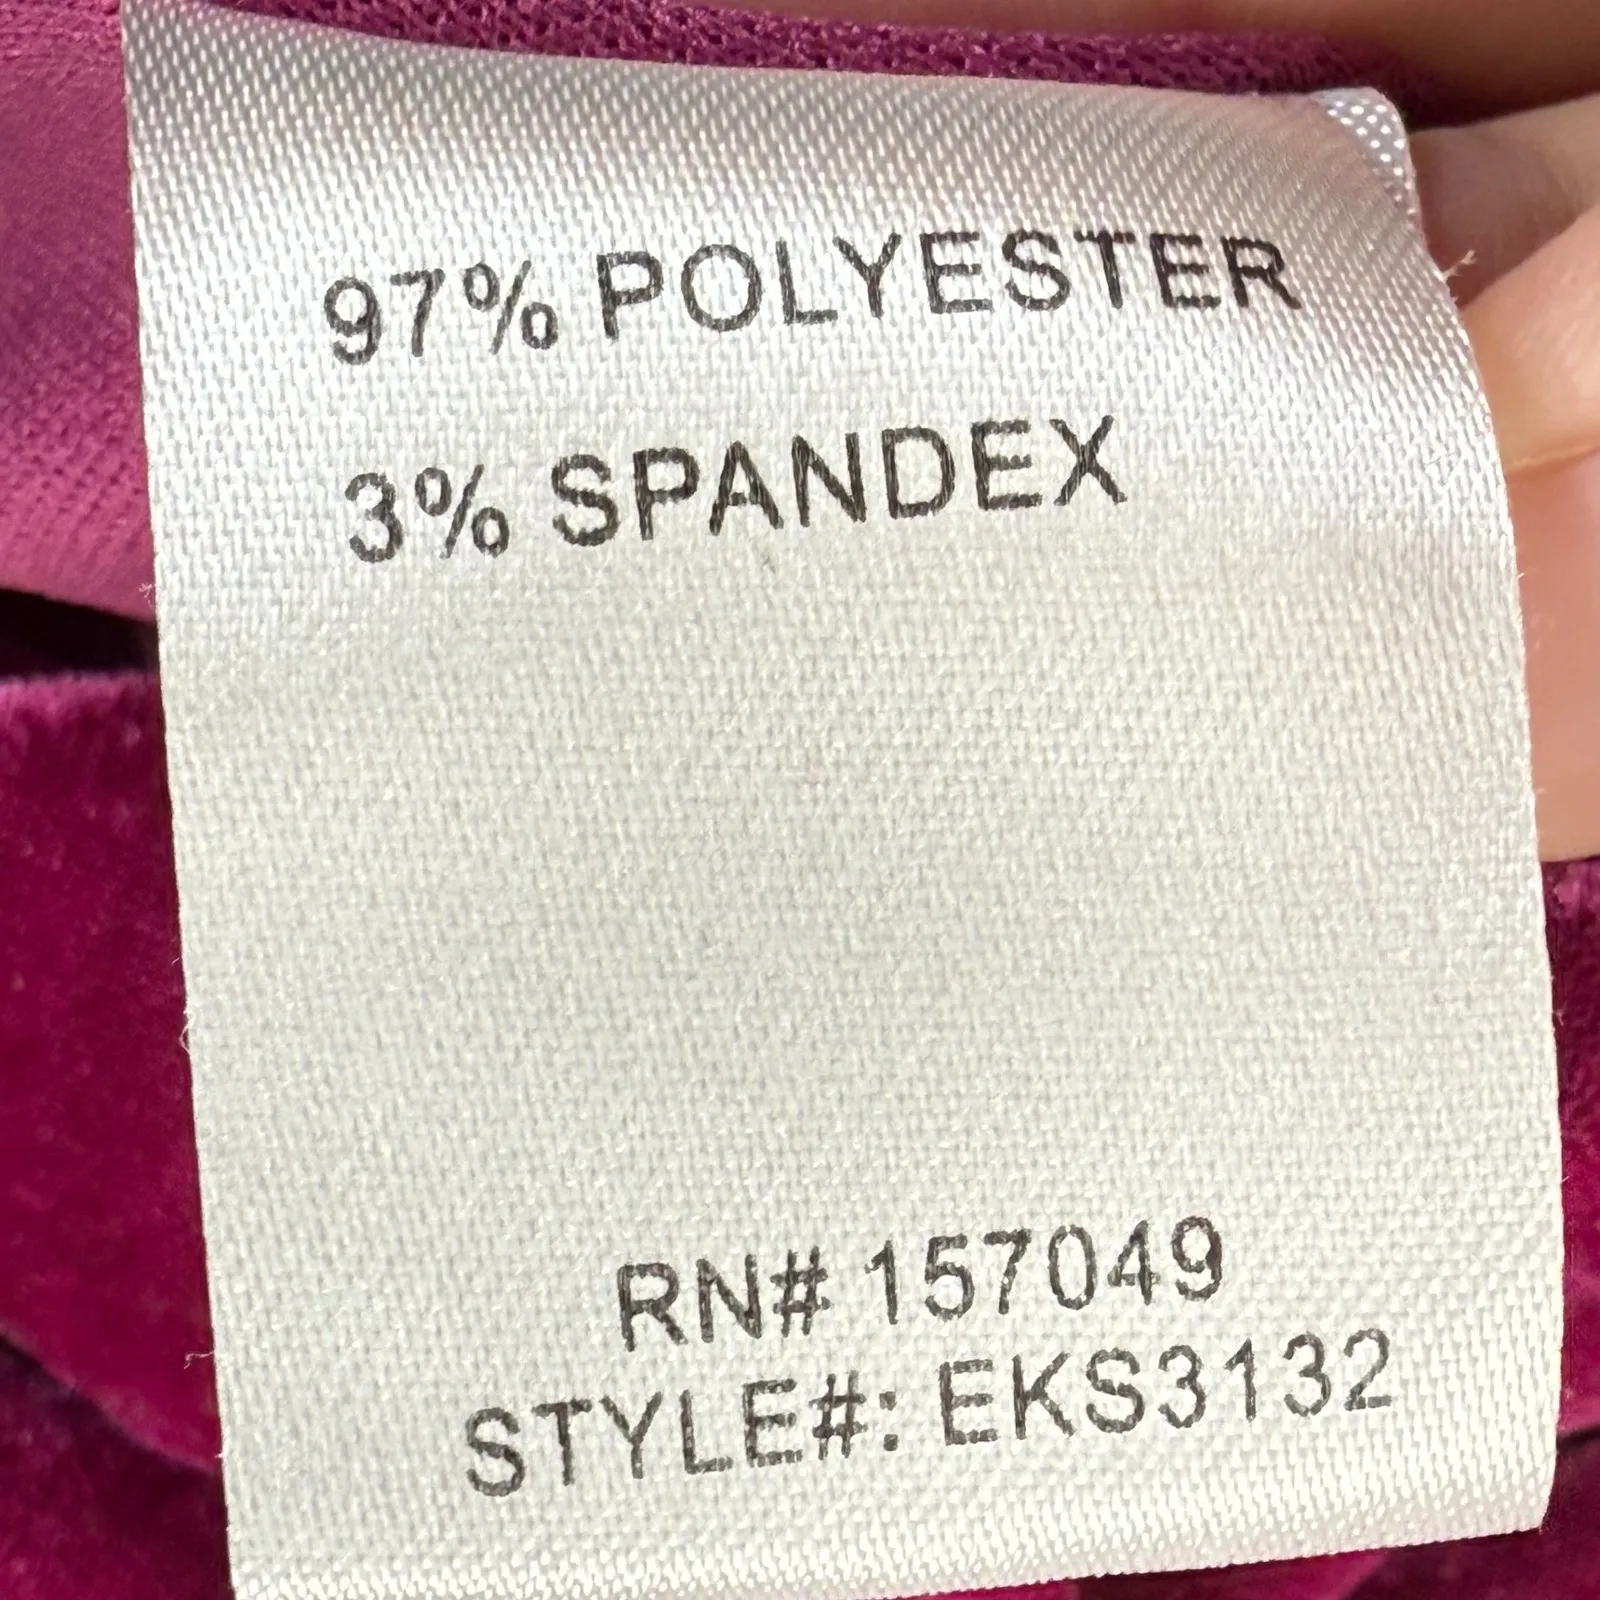 97% POLYESTER
3% SPANDEX
RN# 157049
STYLE#: EKS3132